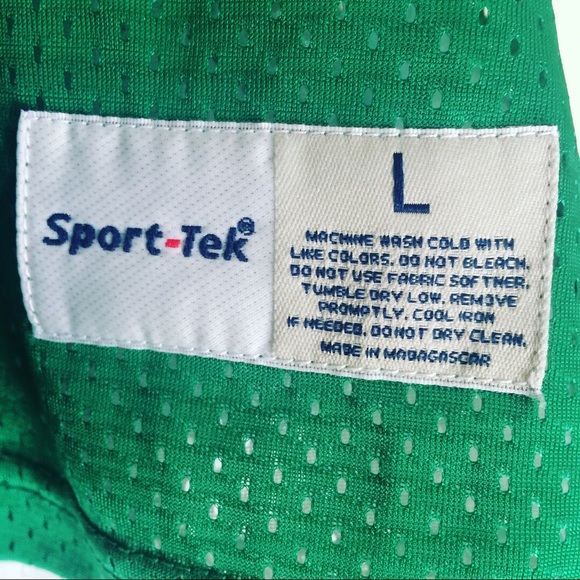 Sport-Tek®
L
MACHINE WASH COLD WITH
LIKE COLORS. DO NOT BLEACH.
DO NOT USE FABRIC SOFTNER.
TUMBLE DRY LOW. REMOVE
PROMPTLY. COOL IRON
IF NEEDED. DO NOT DRY CLEAN.
MADE IN MADAGASCAR